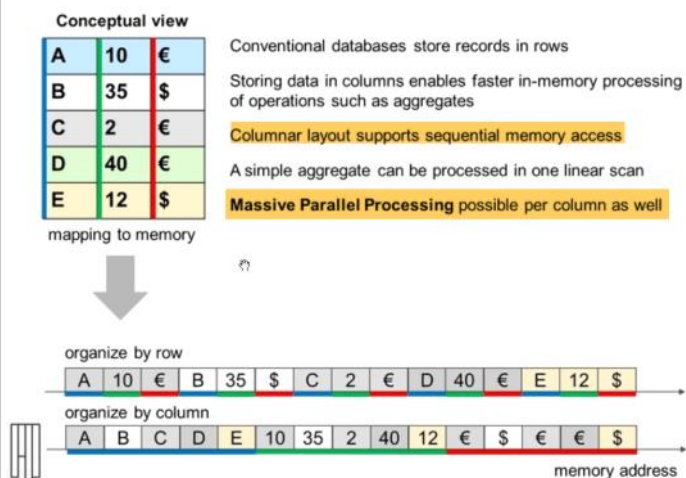 Conceptual view
A 10 €
B 35 $
C 2 €
D 40 €
E 12 $
mapping to memory
Conventional databases store records in rows
Storing data in columns enables faster in-memory processing
of operations such as aggregates
Columnar layout supports sequential memory access
A simple aggregate can be processed in one linear scan
Massive Parallel Processing possible per column as well
organize by row
A 10 € B 35 $ C 2 € D 40 € E 12 $
organize by column
A B C D E 10 35 2 40 12 € $ € € $
memory address